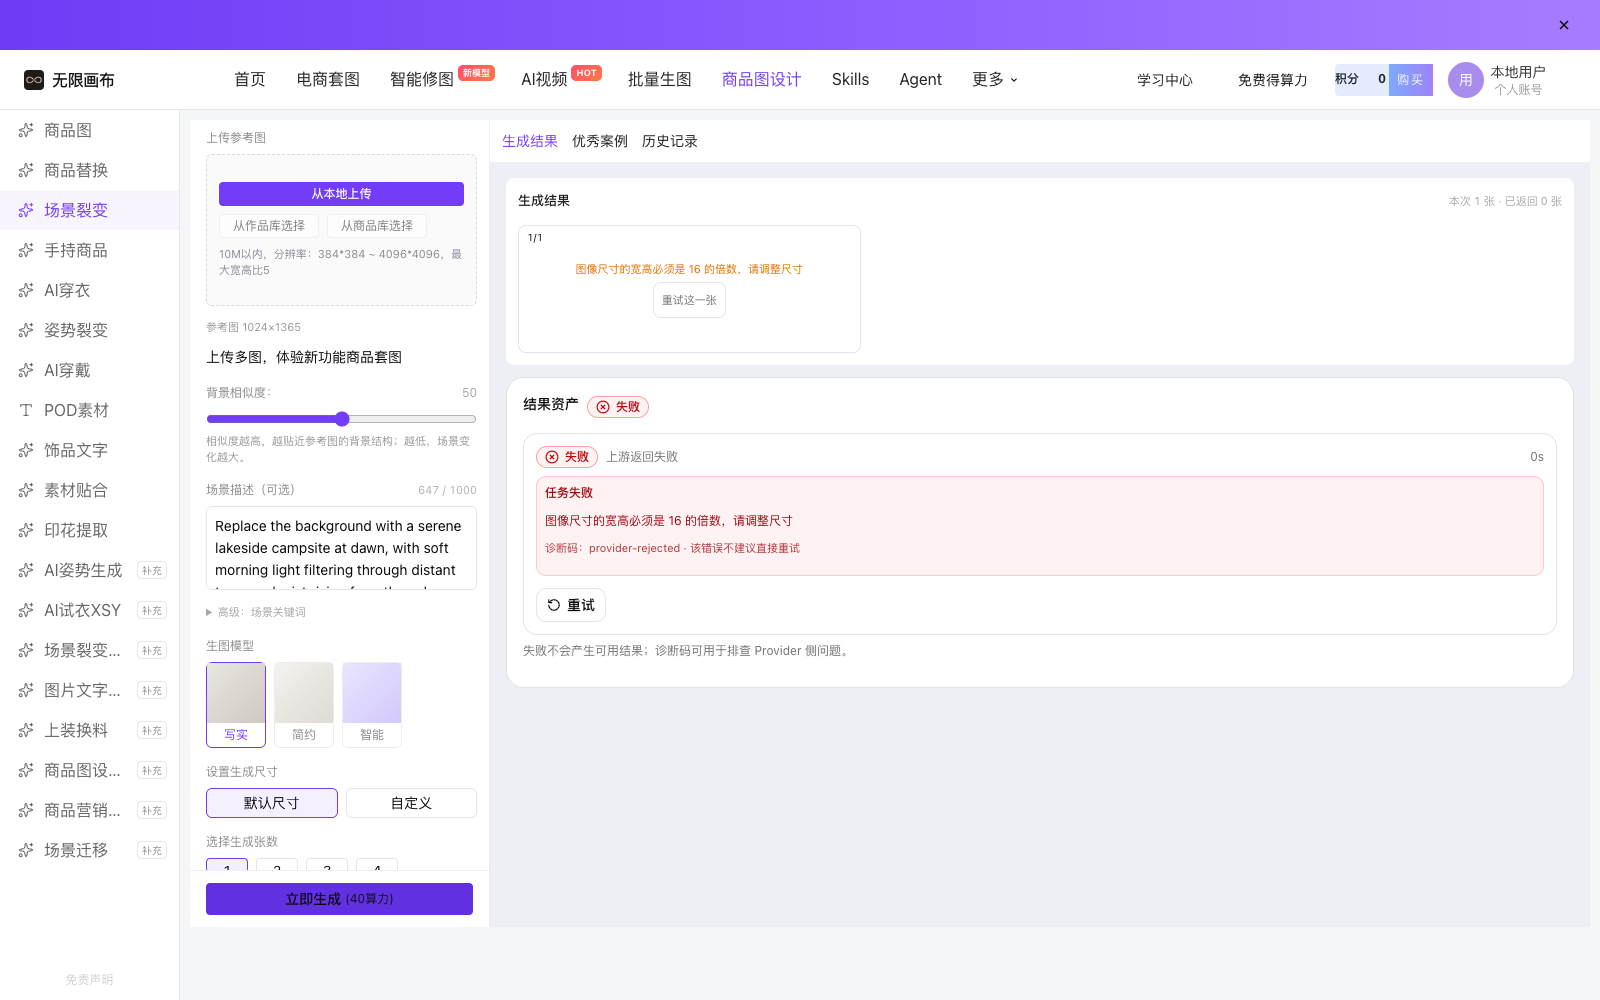 ×
无限画布
首页
电商套图
智能修图
新模型
AI视频
HOT
批量生图
商品图设计
Skills
Agent
更多
学习中心
免费得算力
积分 0
购买
用
本地用户
个人账号
商品图
商品替换
场景裂变
手持商品
AI穿衣
姿势裂变
AI穿戴
POD素材
饰品文字
素材贴合
印花提取
AI姿势生成 补充
AI试衣XSY 补充
场景裂变... 补充
图片文字... 补充
上装换料 补充
商品图设... 补充
商品营销... 补充
场景迁移 补充
免责声明
上传参考图
从本地上传
从作品库选择
从商品库选择
10M以内，分辨率：384*384 ~ 4096*4096，最
大宽高比5
参考图 1024×1365
上传多图，体验新功能商品套图
背景相似度： 50
相似度越高，越贴近参考图的背景结构；越低，场景变
化越大。
场景描述（可选） 647 / 1000
Replace the background with a serene
lakeside campsite at dawn, with soft
morning light filtering through distant
高级：场景关键词
生图模型
写实
简约
智能
设置生成尺寸
默认尺寸
自定义
选择生成张数
1 2 3 4
立即生成 (40算力)
生成结果 优秀案例 历史记录
生成结果
本次 1 张 · 已返回 0 张
1/1
图像尺寸的宽高必须是 16 的倍数，请调整尺寸
重试这一张
结果资产 失败
失败 上游返回失败 0s
任务失败
图像尺寸的宽高必须是 16 的倍数，请调整尺寸
诊断码：provider-rejected · 该错误不建议直接重试
重试
失败不会产生可用结果；诊断码可用于排查 Provider 侧问题。